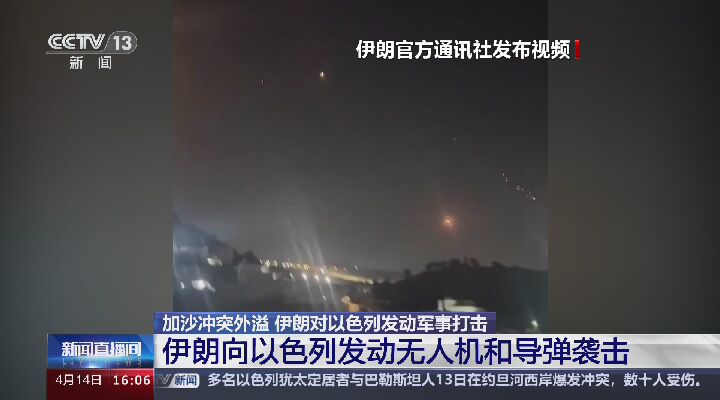 CCTV 13
新闻
伊朗官方通讯社发布视频
加沙冲突外溢 伊朗对以色列发动军事打击
新闻直播间
伊朗向以色列发动无人机和导弹袭击
4月14日 16:06 新闻 多名以色列犹太定居者与巴勒斯坦人13日在约旦河西岸爆发冲突，数十人受伤。